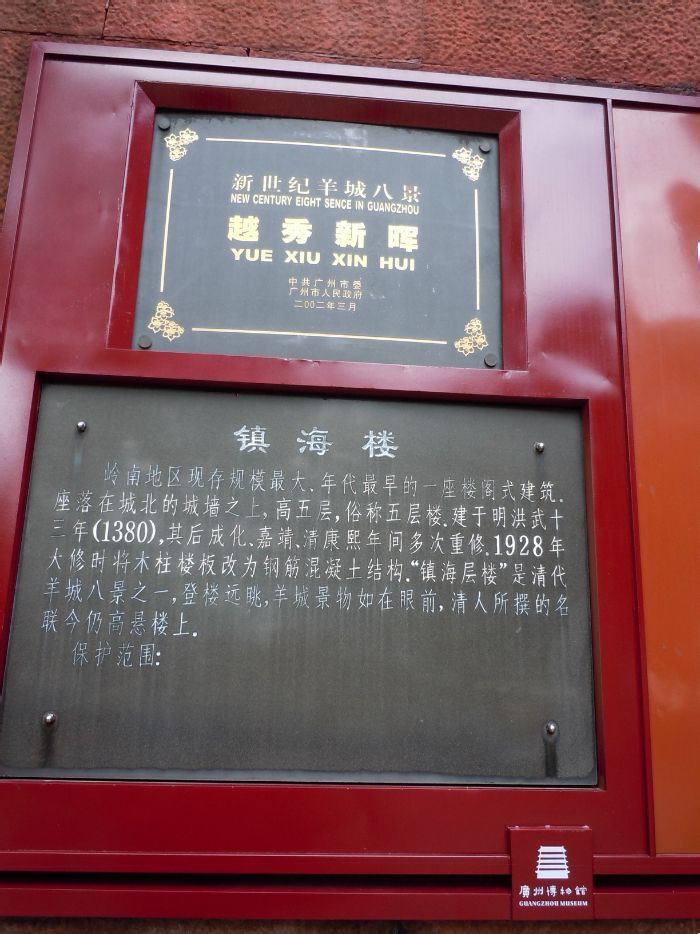 新世纪羊城八景
NEW CENTURY EIGHT SENCE IN GUANGZHOU
越秀新晖
YUE XIU XIN HUI
中共广州市委
广州市人民政府
二00二年三月
镇海楼
岭南地区现存规模最大、年代最早的一座楼阁式建筑.
座落在城北的城墙之上,高五层,俗称五层楼.建于明洪武十
三年(1380),其后成化、嘉靖、清康熙年间多次重修.1928年
大修时将木柱楼板改为钢筋混凝土结构.“镇海层楼”是清代
羊城八景之一,登楼远眺,羊城景物如在眼前,清人所撰的名
联今仍高悬楼上.
保护范围:
廣州博物館
GUANGZHOU MUSEUM